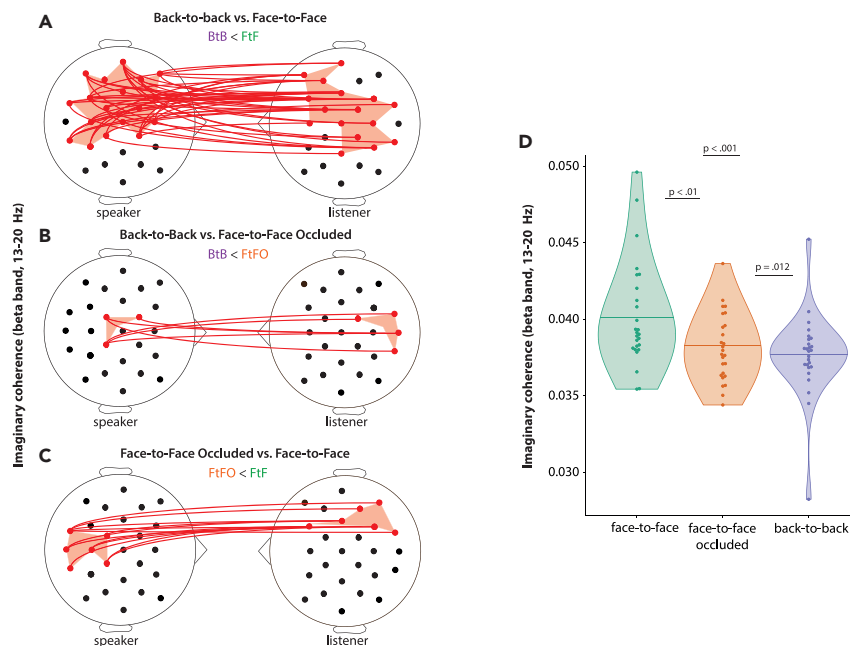 A
Back-to-back vs. Face-to-Face
BtB < FtF
speaker
listener
B
Back-to-Back vs. Face-to-Face Occluded
BtB < FtFO
speaker
listener
C
Face-to-Face Occluded vs. Face-to-Face
FtFO < FtF
speaker
listener
Imaginary coherence (beta band, 13-20 Hz)
D
p < .001
p < .01
p = .012
Imaginary coherence (beta band, 13-20 Hz)
0.050
0.045
0.040
0.035
0.030
face-to-face
face-to-face
occluded
back-to-back